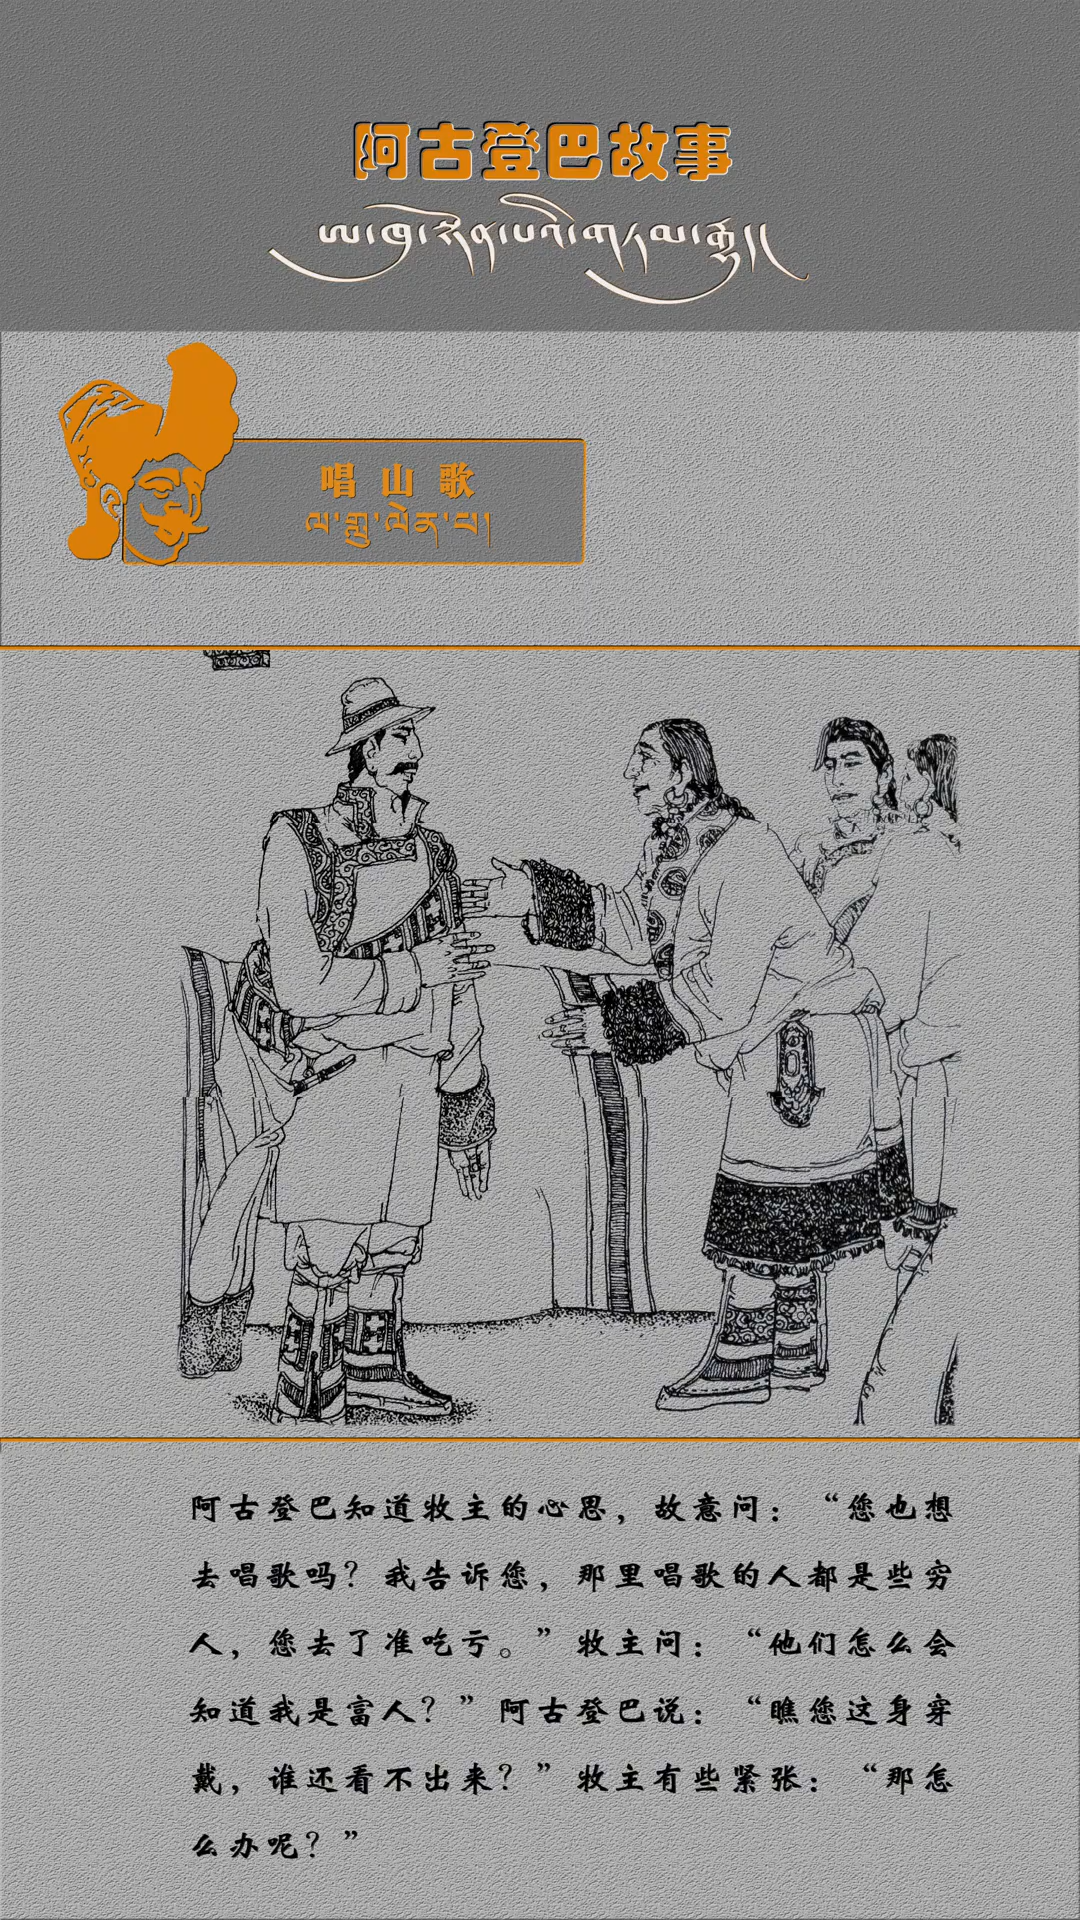 阿古登巴故事
ཨ་ཁུ་སྟོན་པའི་གཏམ་རྒྱུད།
唱山歌
ལ་གླུ་ལེན་པ།
阿古登巴知道牧主的心思，故意问：“您也想
去唱歌吗？我告诉您，那里唱歌的人都是些穷
人，您去了准吃亏。”牧主问：“他们怎么会
知道我是富人？”阿古登巴说：“瞧您这身穿
戴，谁还看不出来？”牧主有些紧张：“那怎
么办呢？”